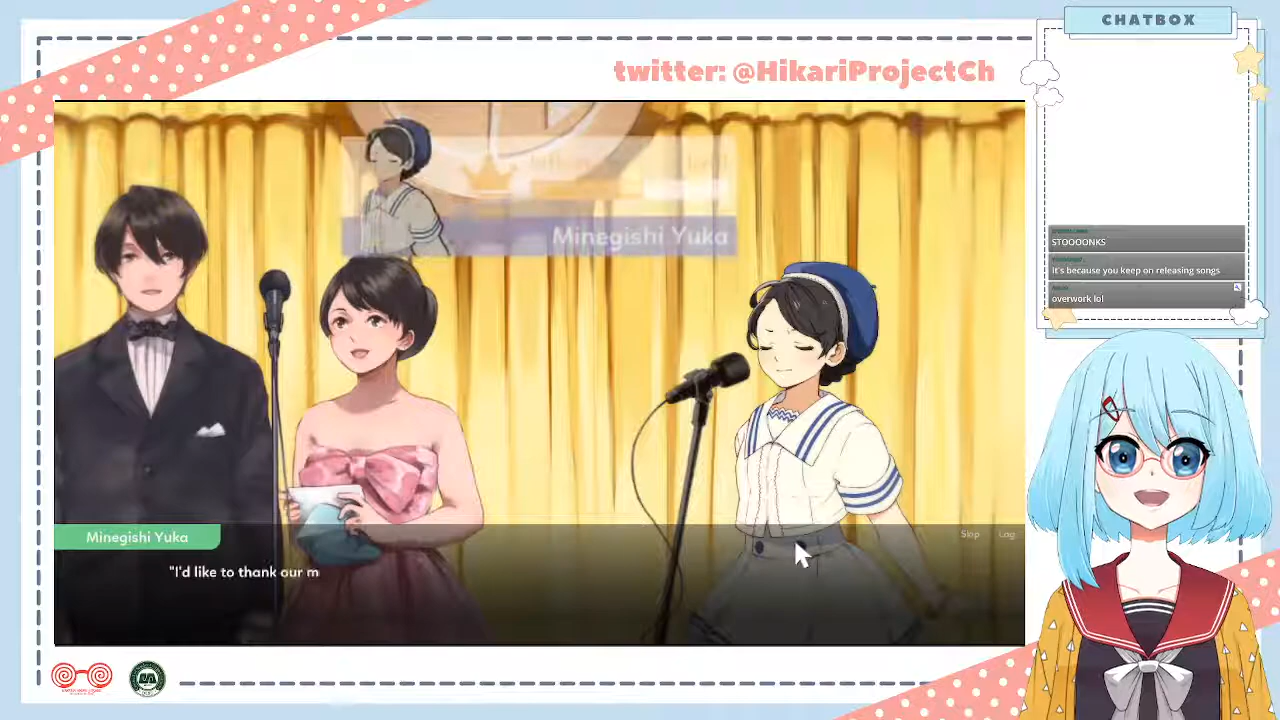 CHATBOX
twitter: @HikariProjectCh
STOOOONKS
it's because you keep on releasing songs
overwork lol
Minegishi Yuka
Minegishi Yuka
Skip Log
"I'd like to thank our m